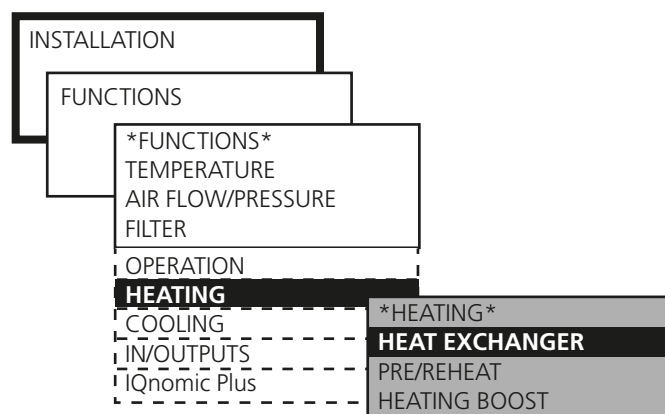 INSTALLATION
FUNCTIONS
*FUNCTIONS*
TEMPERATURE
AIR FLOW/PRESSURE
FILTER
OPERATION
HEATING
COOLING
IN/OUTPUTS
IQnomic Plus
*HEATING*
HEAT EXCHANGER
PRE/REHEAT
HEATING BOOST